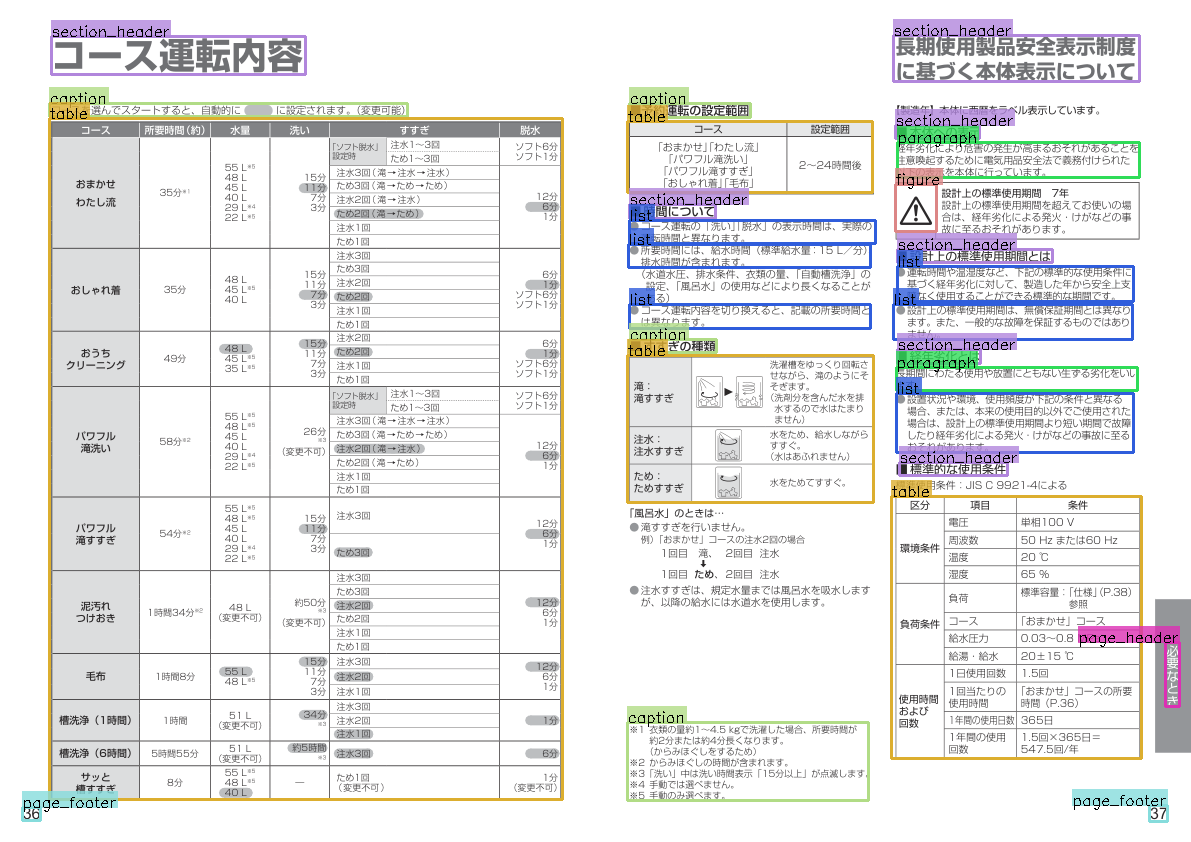 section_header
コース運転内容
caption
table
選んでスタートすると、自動的に に設定されます。(変更可能)
コース 所要時間(約) 水量 洗い すすぎ 脱水
おまかせ
わたし流
35分※1
55 L※5
48 L
45 L
40 L
29 L※4
22 L※5
15分
11分
7分
3分
「ソフト脱水」
設定時
注水1～3回
ため1～3回
注水3回(滝→注水→注水)
ため3回(滝→ため→ため)
注水2回(滝→注水)
ため2回(滝→ため)
注水1回
ため1回
ソフト6分
ソフト1分
12分
6分
1分
おしゃれ着
35分
48 L
45 L※5
40 L
15分
11分
7分
3分
注水3回
ため3回
注水2回
ため2回
注水1回
ため1回
6分
1分
ソフト6分
ソフト1分
おうち
クリーニング
49分
48 L
45 L※5
35 L※5
15分
11分
7分
3分
注水2回
ため2回
注水1回
ため1回
6分
1分
ソフト6分
ソフト1分
パワフル
滝洗い
58分※2
55 L※5
48 L※5
45 L
40 L
29 L※4
22 L※5
26分
※3
(変更不可)
「ソフト脱水」
設定時
注水1～3回
ため1～3回
注水3回(滝→注水→注水)
ため3回(滝→ため→ため)
注水2回(滝→注水)
ため2回(滝→ため)
注水1回
ため1回
ソフト6分
ソフト1分
12分
6分
1分
パワフル
滝すすぎ
54分※2
55 L※5
48 L※5
45 L
40 L
29 L※4
22 L※5
15分
11分
7分
3分
注水3回
ため3回
12分
6分
1分
泥汚れ
つけおき
1時間34分※2
48 L
(変更不可)
約50分
※3
(変更不可)
注水3回
ため3回
注水2回
ため2回
注水1回
ため1回
12分
6分
1分
毛布
1時間8分
55 L
48 L※5
15分
11分
7分
3分
注水3回
注水2回
注水1回
12分
6分
1分
槽洗浄(1時間)
1時間
51 L
(変更不可)
34分
※3
注水3回
注水2回
注水1回
1分
槽洗浄(6時間)
5時間55分
51 L
(変更不可)
約5時間
※3
注水3回
6分
サッと
槽すすぎ
8分
55 L※5
48 L※5
40 L
—
ため1回
(変更不可)
1分
(変更不可)
page_footer
36
caption
table
運転の設定範囲
コース 設定範囲
「おまかせ」「わたし流」
「パワフル滝洗い」
「パワフル滝すすぎ」
「おしゃれ着」「毛布」
2～24時間後
section_header
間について
list
●コース運転の「洗い」「脱水」の表示時間は、実際の
時間と異なります。
list
●所要時間には、給水時間(標準給水量:15 L／分)、
排水時間が含まれます。
(水道水圧、排水条件、衣類の量、「自動槽洗浄」の
設定、「風呂水」の使用などにより長くなることが
る)
list
●コース運転内容を切り換えると、記載の所要時間と
は異なります。
caption
table
ぎの種類
滝:
滝すすぎ
洗濯槽をゆっくり回転さ
せながら、滝のようにそ
そぎます。
(洗剤分を含んだ水を排
水するので水はたまり
ません)
注水:
注水すすぎ
水をため、給水しながら
すすぐ。
(水はあふれません)
ため:
ためすすぎ
水をためてすすぐ。
「風呂水」のときは…
●滝すすぎを行いません。
例)「おまかせ」コースの注水2回の場合
1回目 滝、 2回目 注水
1回目 ため、2回目 注水
●注水すすぎは、規定水量までは風呂水を吸水します
が、以降の給水には水道水を使用します。
caption
※1 衣類の量約1～4.5 kgで洗濯した場合、所要時間が
約2分または約4分長くなります。
(からみほぐしをするため)
※2 からみほぐしの時間が含まれます。
※3「洗い」中は洗い時間表示「15分以上」が点滅します。
※4 手動では選べません。
※5 手動のみ選べます。
section_header
長期使用製品安全表示制度
に基づく本体表示について
【製造年】本体に西暦をラベル表示しています。
section_header
■本体への表示
paragraph
経年劣化により危害の発生が高まるおそれがあることを
注意喚起するために電気用品安全法で義務付けられた
を本体に行っています。
figure
設計上の標準使用期間 7年
設計上の標準使用期間を超えてお使いの場
合は、経年劣化による発火・けがなどの事
故に至るおそれがあります。
section_header
計上の標準使用期間とは
list
●運転時間や温湿度など、下記の標準的な使用条件に
基づく経年劣化に対して、製造した年から安全上支
なく使用することができる標準的な期間です。
list
●設計上の標準使用期間は、無償保証期間とは異なり
ます。また、一般的な故障を保証するものではあり
ません。
section_header
■経年劣化とは
paragraph
長期間にわたる使用や放置にともない生ずる劣化をいい
list
●設置状況や環境、使用頻度が下記の条件と異なる
場合、または、本来の使用目的以外でご使用された
場合は、設計上の標準使用期間より短い期間で故障
したり経年劣化による発火・けがなどの事故に至る
おそれがあります。
section_header
■標準的な使用条件
table
標準使用条件:JIS C 9921-4による
区分 項目 条件
環境条件
電圧 単相100 V
周波数 50 Hz または60 Hz
温度 20 ℃
湿度 65 %
負荷条件
負荷 標準容量:「仕様」(P.38)
参照
コース 「おまかせ」コース
給水圧力 0.03～0.8
給湯・給水 20±15 ℃
使用時間
および
回数
1日使用回数 1.5回
1回当たりの
使用時間
「おまかせ」コースの所要
時間(P.36)
1年間の使用日数 365日
1年間の使用
回数
1.5回×365日=
547.5回/年
page_header
必要なとき
page_footer
37